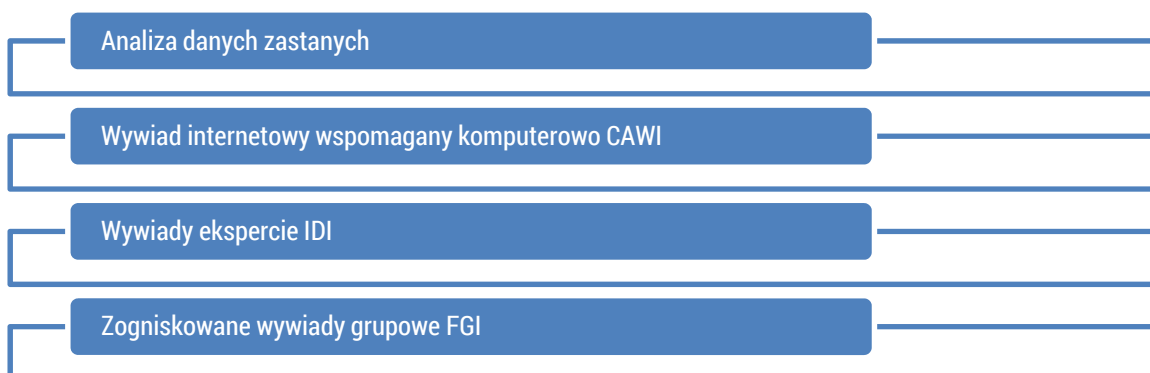 Analiza danych zastanych
Wywiad internetowy wspomagany komputerowo CAWI
Wywiady ekspercie IDI
Zogniskowane wywiady grupowe FGI